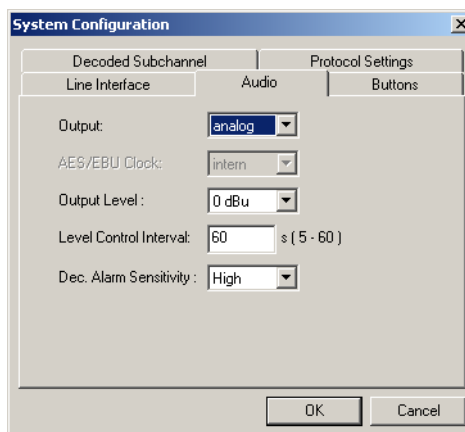 System Configuration
Decoded Subchannel
Protocol Settings
Line Interface
Audio
Buttons
Output:
analog
AES/EBU Clock:
intern
Output Level :
0 dBu
Level Control Interval:
60
s ( 5 - 60 )
Dec. Alarm Sensitivity :
High
OK
Cancel